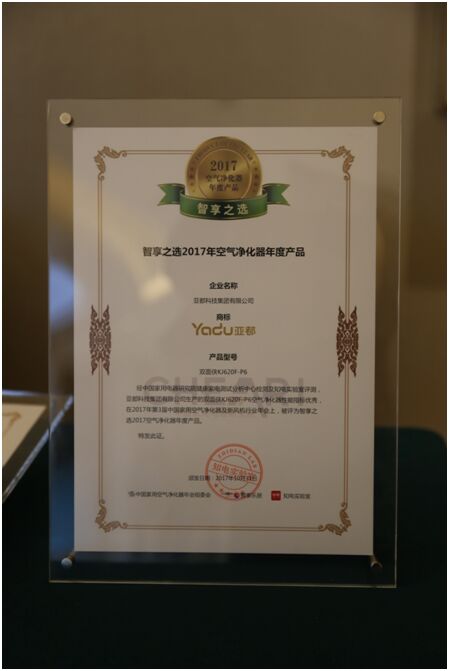 2017
空气净化器
年度产品
智享之选
智享之选2017年空气净化器年度产品
企业名称
亚都科技集团有限公司
商标
Yadu亚都
产品型号
双面侠KJ620F-P6
经中国家用电器研究院健康家电测试分析中心检测及知电实验室评测，
亚都科技集团有限公司生产的双面侠KJ620F-P6空气净化器性能指标优秀，
在2017年第3届中国家用空气净化器及新风机行业年会上，被评为智享之
选2017空气净化器年度产品。
特发此证。
ZHIDIAN LAB
知电实验室
颁发日期：2017年10月31日
中国家用空气净化器年会组委会
知电实验室